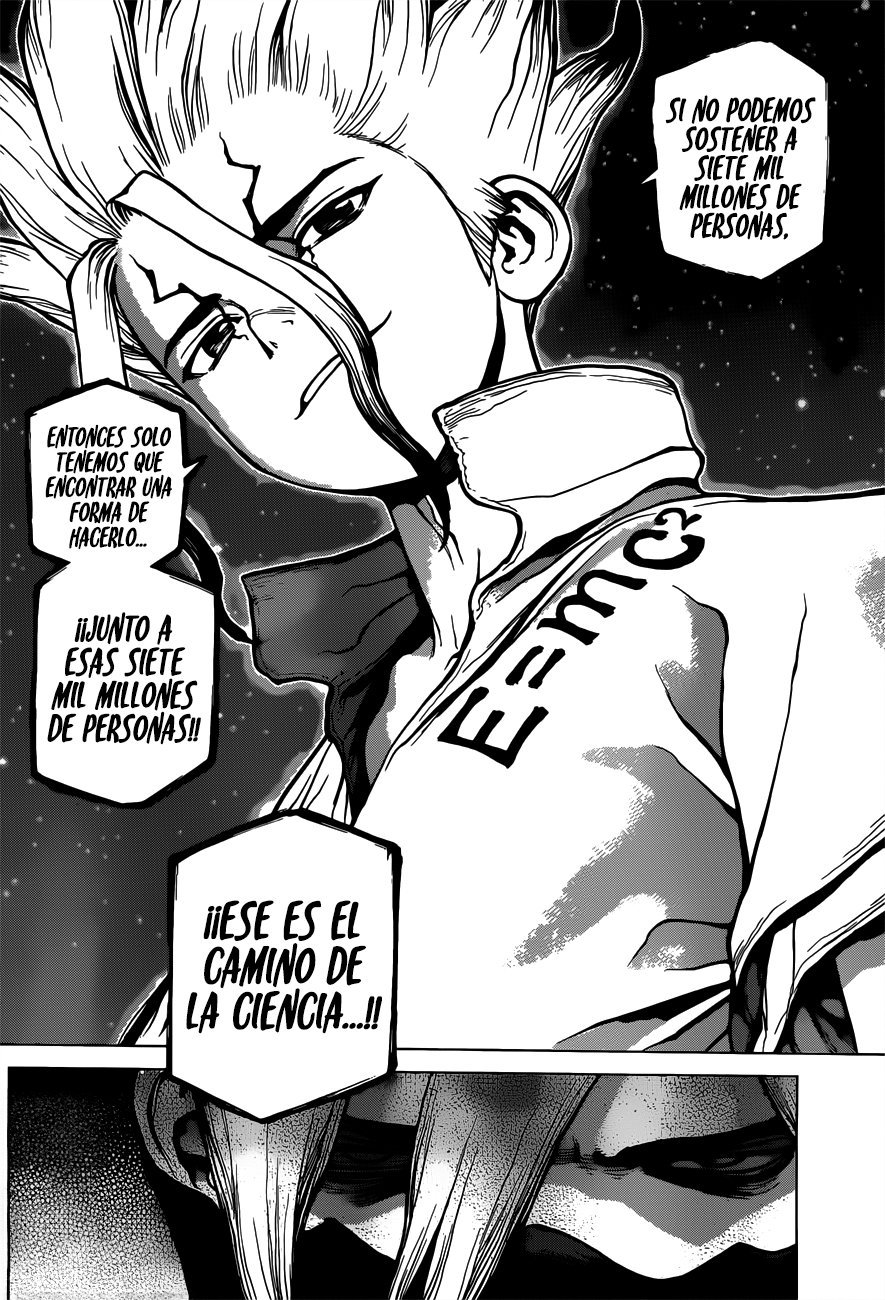 SI NO PODEMOS
SOSTENER A
SIETE MIL
MILLONES DE
PERSONAS,
ENTONCES SOLO
TENEMOS QUE
ENCONTRAR UNA
FORMA DE
HACERLO...
¡¡JUNTO A
ESAS SIETE
MIL MILLONES
DE PERSONAS!!
E=mc²
¡¡ESE ES EL
CAMINO DE
LA CIENCIA...!!